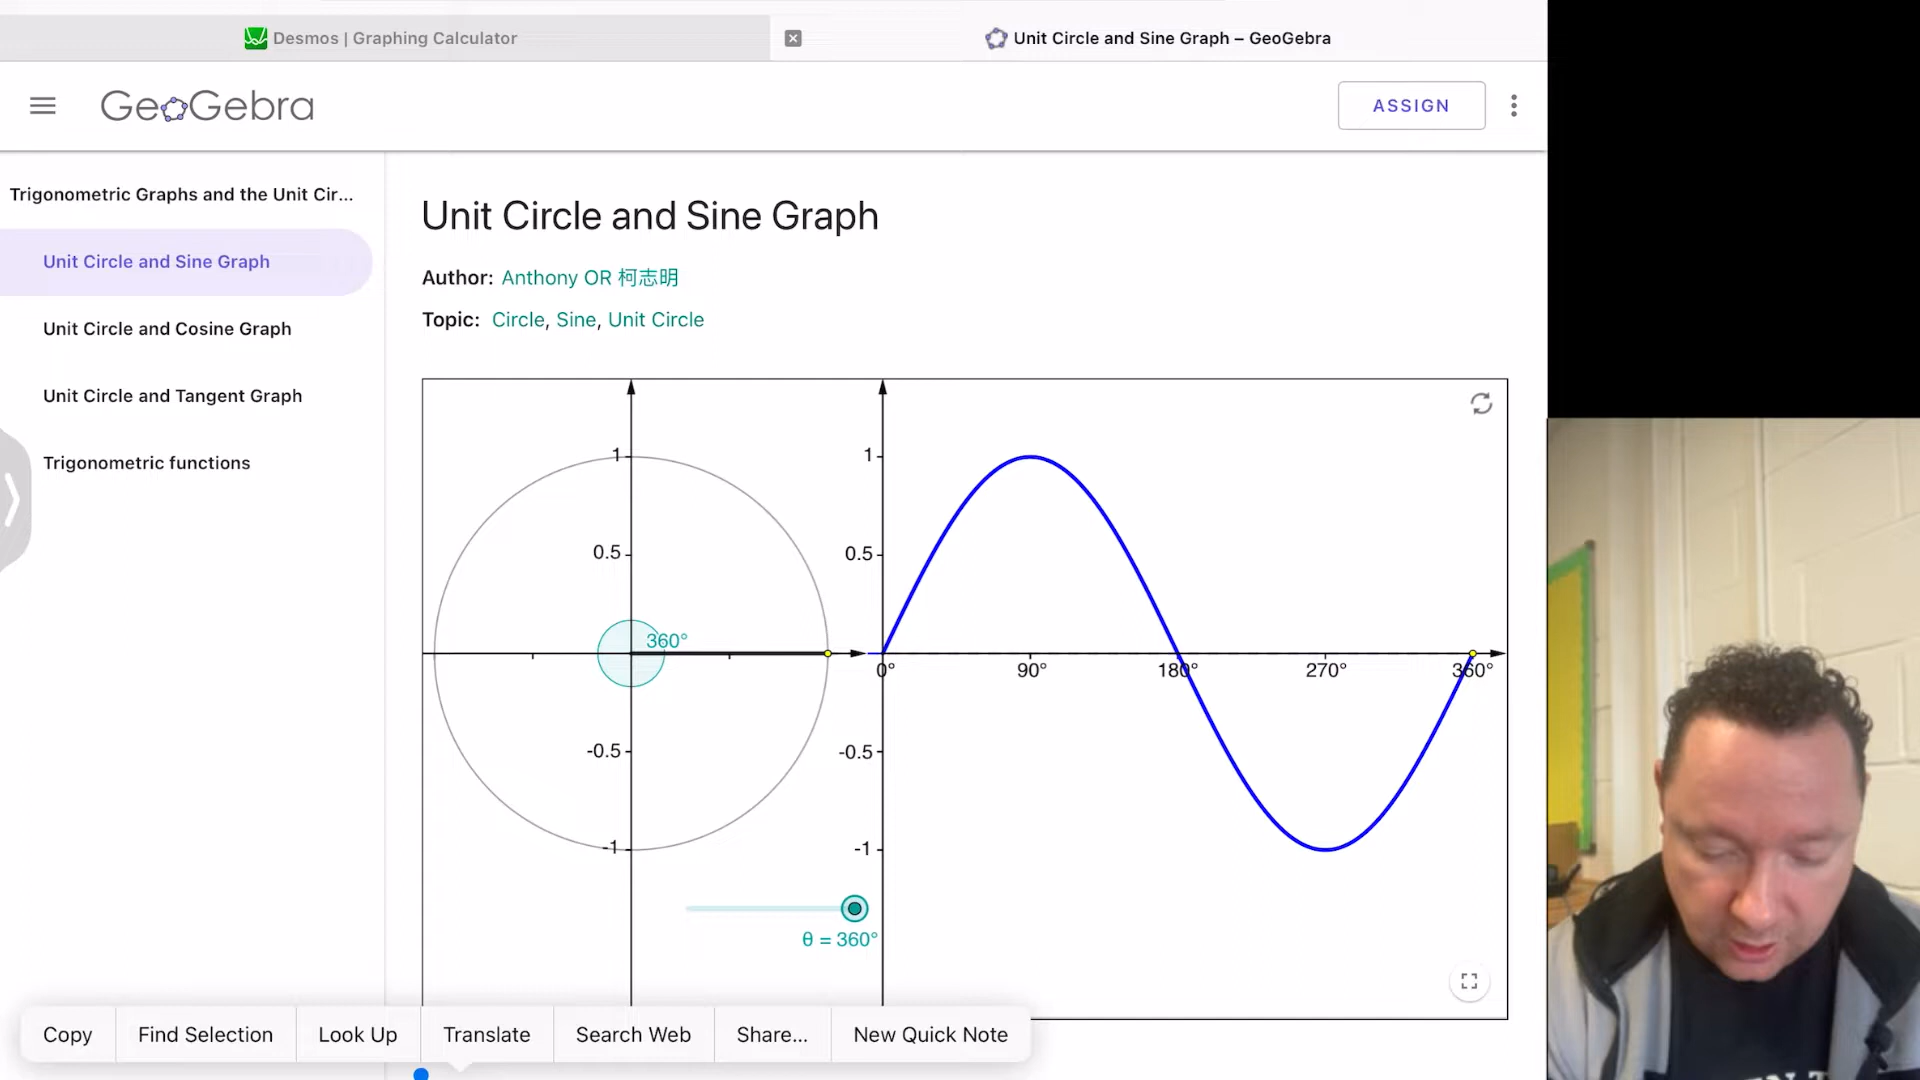 Desmos | Graphing Calculator
Unit Circle and Sine Graph – GeoGebra
GeoGebra
ASSIGN
Trigonometric Graphs and the Unit Cir...
Unit Circle and Sine Graph
Unit Circle and Cosine Graph
Unit Circle and Tangent Graph
Trigonometric functions
Unit Circle and Sine Graph
Author: Anthony OR 柯志明
Topic: Circle, Sine, Unit Circle
1
0.5
-0.5
-1
360°
1
0.5
-0.5
-1
0°
90°
180°
270°
360°
θ = 360°
Copy
Find Selection
Look Up
Translate
Search Web
Share...
New Quick Note